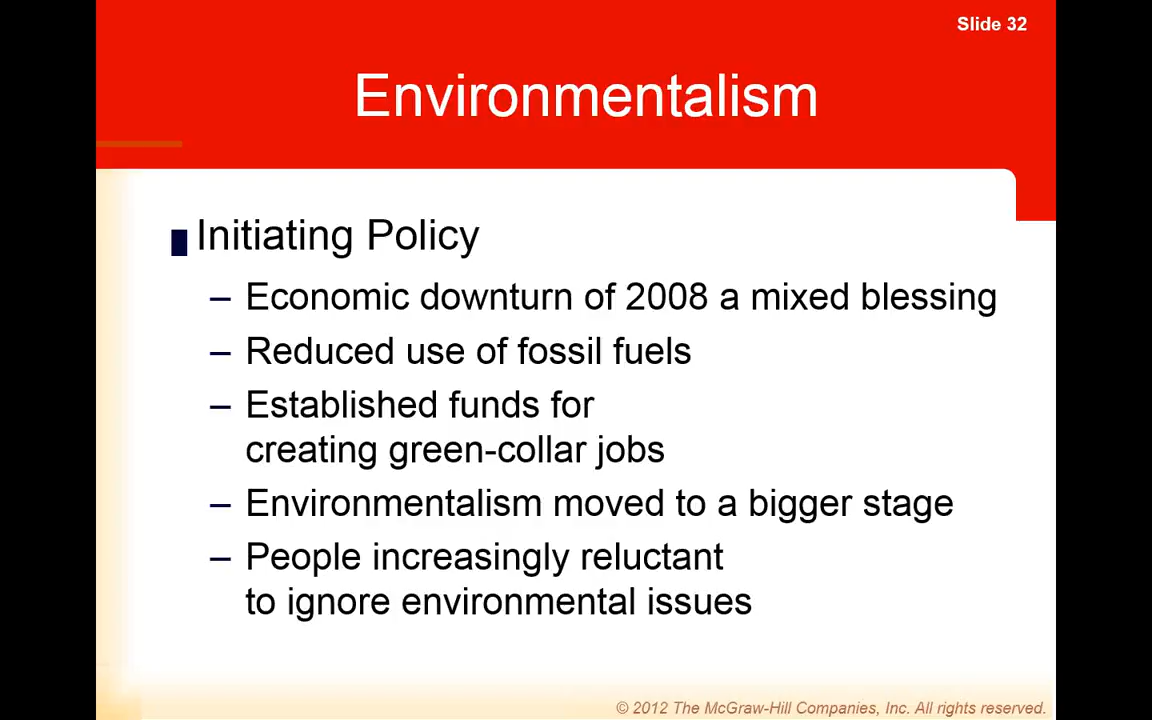 Slide 32
Environmentalism
Initiating Policy
– Economic downturn of 2008 a mixed blessing
– Reduced use of fossil fuels
– Established funds for
creating green-collar jobs
– Environmentalism moved to a bigger stage
– People increasingly reluctant
to ignore environmental issues
© 2012 The McGraw-Hill Companies, Inc. All rights reserved.